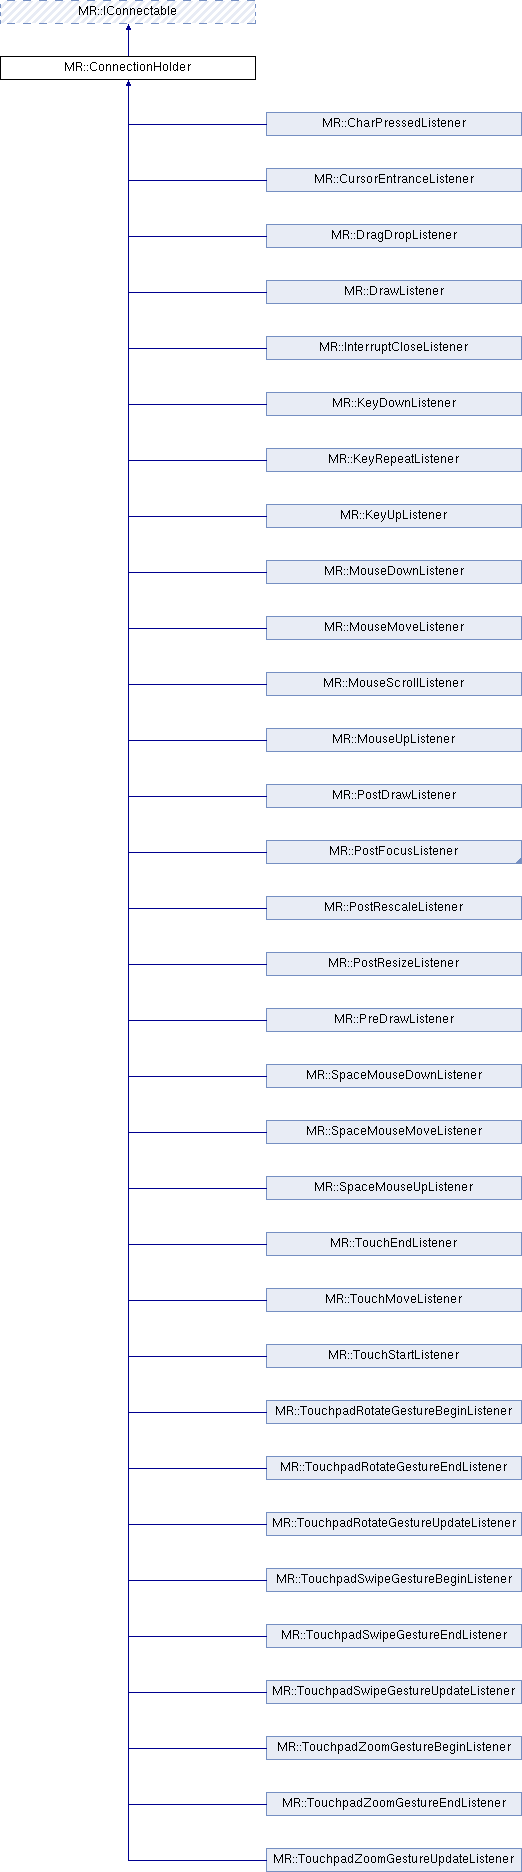 MR::IConnectable
MR::ConnectionHolder
MR::CharPressedListener
MR::CursorEntranceListener
MR::DragDropListener
MR::DrawListener
MR::InterruptCloseListener
MR::KeyDownListener
MR::KeyRepeatListener
MR::KeyUpListener
MR::MouseDownListener
MR::MouseMoveListener
MR::MouseScrollListener
MR::MouseUpListener
MR::PostDrawListener
MR::PostFocusListener
MR::PostRescaleListener
MR::PostResizeListener
MR::PreDrawListener
MR::SpaceMouseDownListener
MR::SpaceMouseMoveListener
MR::SpaceMouseUpListener
MR::TouchEndListener
MR::TouchMoveListener
MR::TouchStartListener
MR::TouchpadRotateGestureBeginListener
MR::TouchpadRotateGestureEndListener
MR::TouchpadRotateGestureUpdateListener
MR::TouchpadSwipeGestureBeginListener
MR::TouchpadSwipeGestureEndListener
MR::TouchpadSwipeGestureUpdateListener
MR::TouchpadZoomGestureBeginListener
MR::TouchpadZoomGestureEndListener
MR::TouchpadZoomGestureUpdateListener